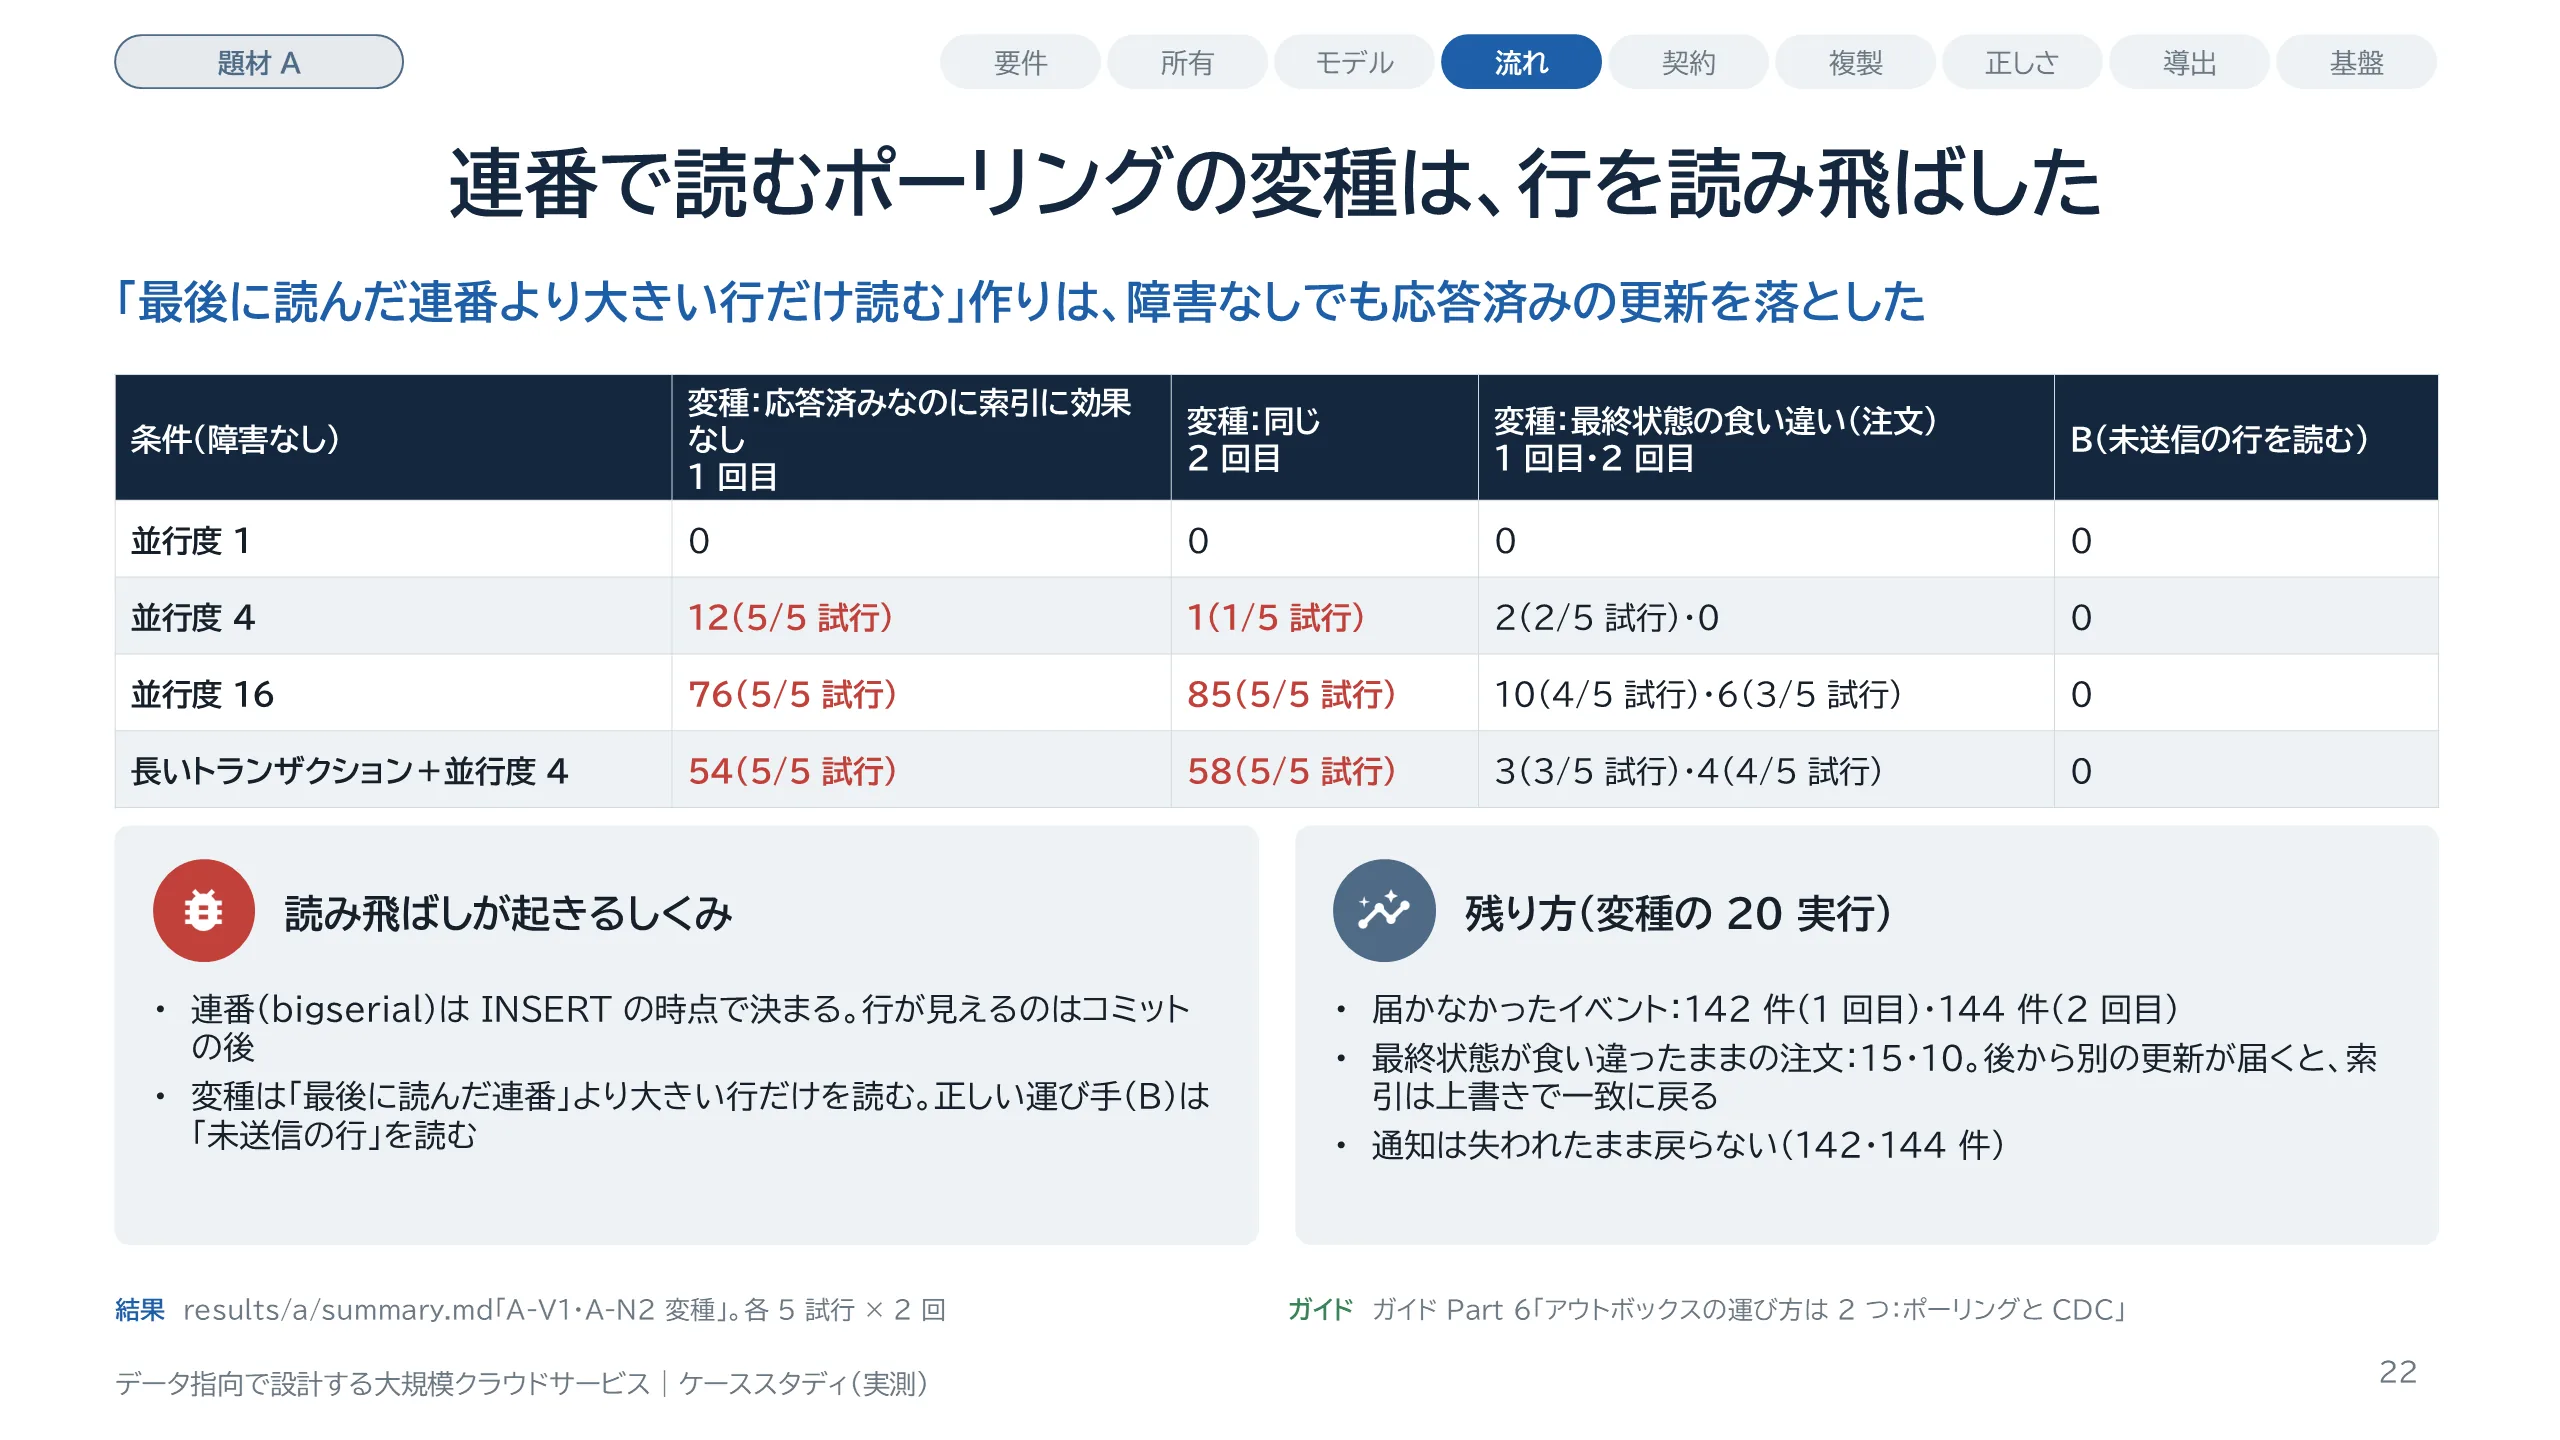 題材 A
要件
所有
モデル
流れ
契約
複製
正しさ
導出
基盤
連番で読むポーリングの変種は、行を読み飛ばした
「最後に読んだ連番より大きい行だけ読む」作りは、障害なしでも応答済みの更新を落とした
条件（障害なし）
変種：応答済みなのに索引に効果
なし
1 回目
変種：同じ
2 回目
変種：最終状態の食い違い（注文）
1 回目・2 回目
B（未送信の行を読む）
並行度 1
0
0
0
0
並行度 4
12（5/5 試行）
1（1/5 試行）
2（2/5 試行）・0
0
並行度 16
76（5/5 試行）
85（5/5 試行）
10（4/5 試行）・6（3/5 試行）
0
長いトランザクション＋並行度 4
54（5/5 試行）
58（5/5 試行）
3（3/5 試行）・4（4/5 試行）
0
読み飛ばしが起きるしくみ
• 連番（bigserial）は INSERT の時点で決まる。行が見えるのはコミット
の後
• 変種は「最後に読んだ連番」より大きい行だけを読む。正しい運び手（B）は
「未送信の行」を読む
残り方（変種の 20 実行）
• 届かなかったイベント：142 件（1 回目）・144 件（2 回目）
• 最終状態が食い違ったままの注文：15・10。後から別の更新が届くと、索
引は上書きで一致に戻る
• 通知は失われたまま戻らない（142・144 件）
結果 results/a/summary.md「A-V1・A-N2 変種」。各 5 試行 × 2 回
ガイド ガイド Part 6「アウトボックスの運び方は 2 つ：ポーリングと CDC」
データ指向で設計する大規模クラウドサービス｜ケーススタディ（実測）
22